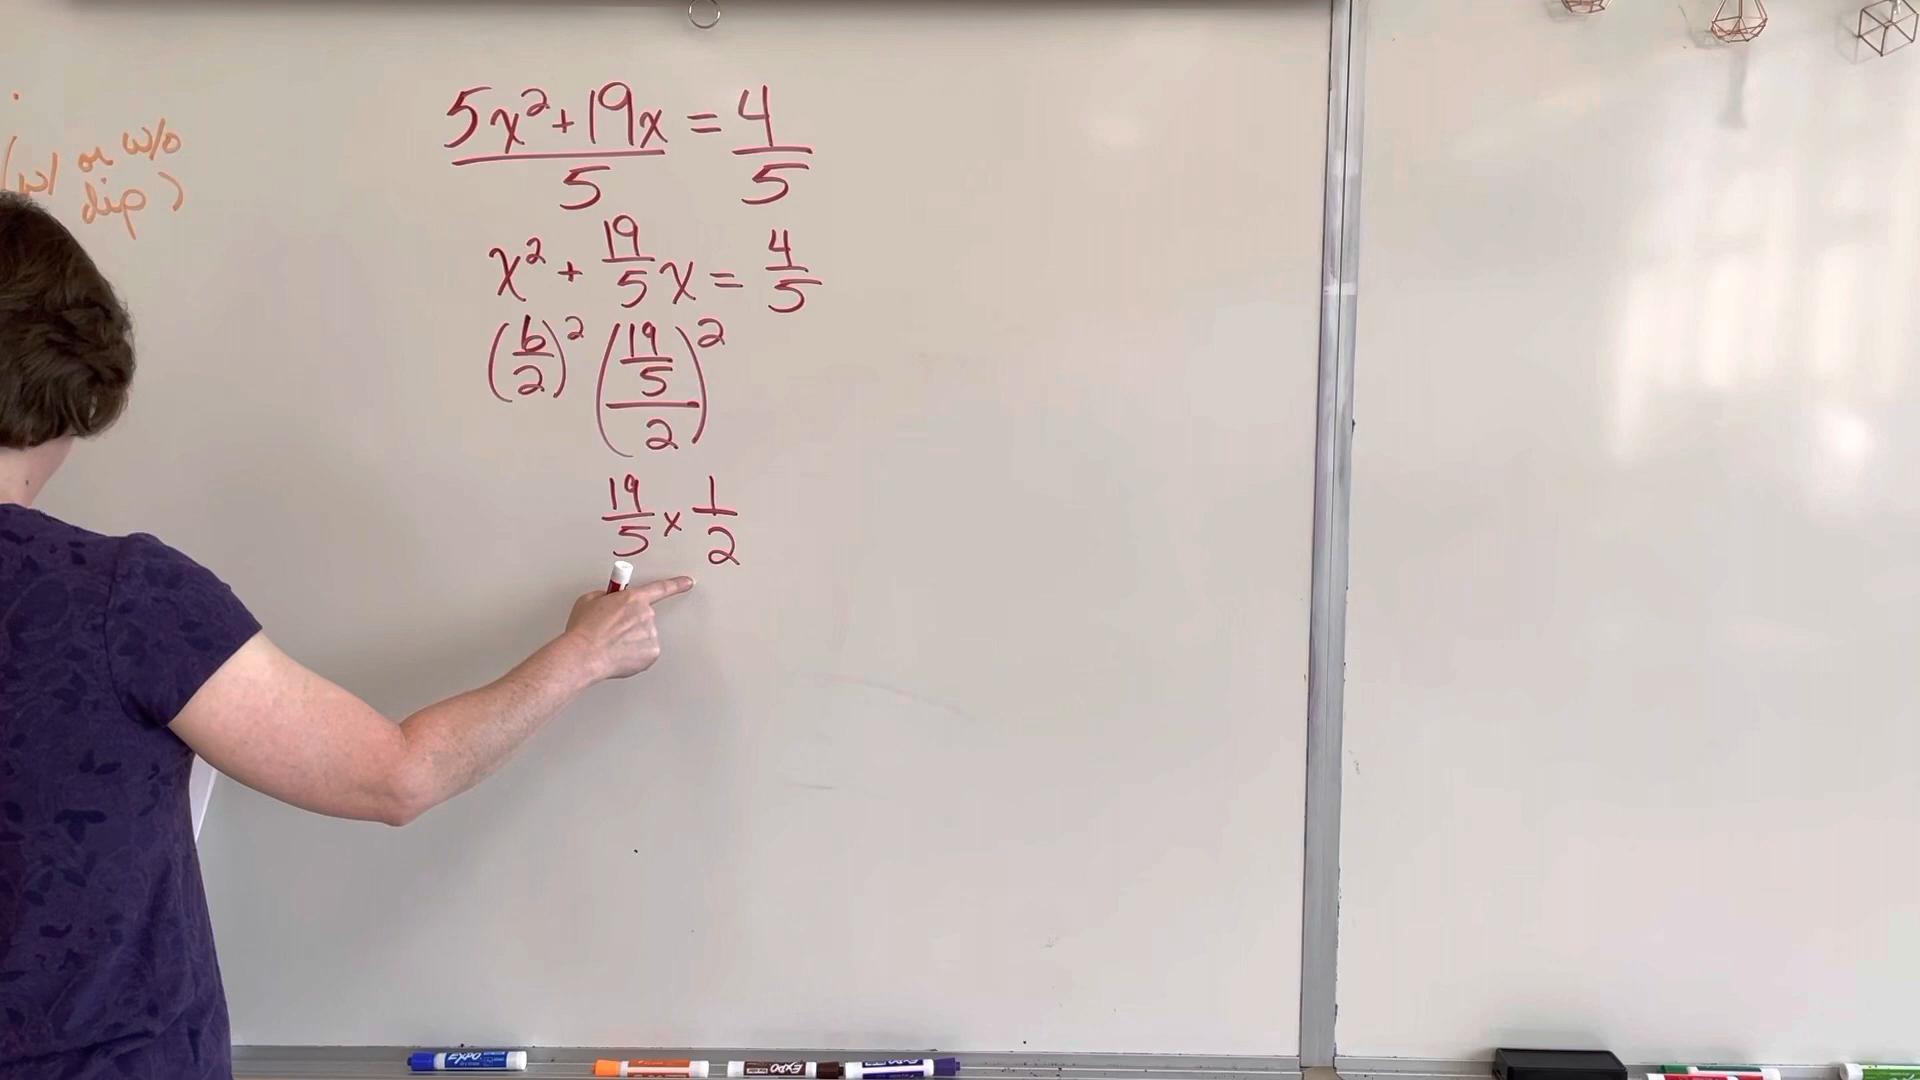 (w/ or w/o
dip)
5x²+19x = 4
5 5
x² + 19/5 x = 4/5
(b/2)² (19/5 / 2)²
19/5 x 1/2
EXPO
EXPO
EXPO